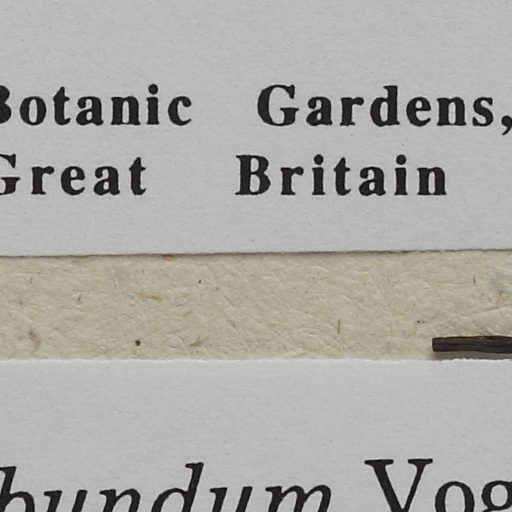 Botanic Gardens,
Great Britain
bundum Vog